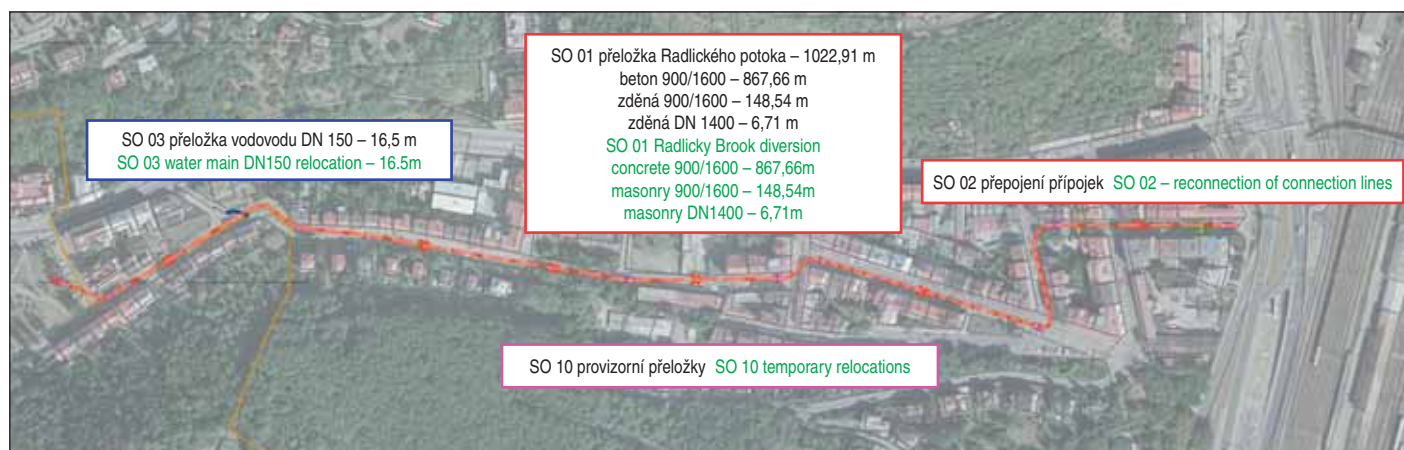 SO 01 přeložka Radlického potoka – 1022,91 m
beton 900/1600 – 867,66 m
zděná 900/1600 – 148,54 m
zděná DN 1400 – 6,71 m
SO 01 Radlicky Brook diversion
concrete 900/1600 – 867,66m
masonry 900/1600 – 148,54m
masonry DN1400 – 6,71m
SO 03 přeložka vodovodu DN 150 – 16,5 m
SO 03 water main DN150 relocation – 16.5m
SO 02 přepojení přípojek SO 02 – reconnection of connection lines
SO 10 provizorní přeložky SO 10 temporary relocations